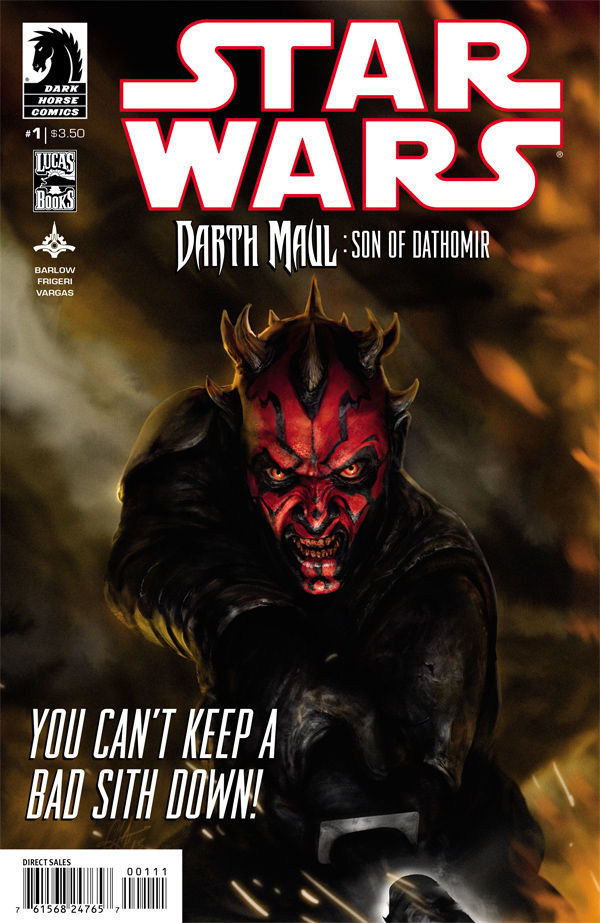 DARK
HORSE
COMICS
#1 | $3.50
LUCAS
BOOKS
BARLOW
FRIGERI
VARGAS
STAR
WARS®
DARTH MAUL: SON OF DATHOMIR
YOU CAN'T KEEP A
BAD SITH DOWN!
DIRECT SALES
00111
7 61568 24765 7